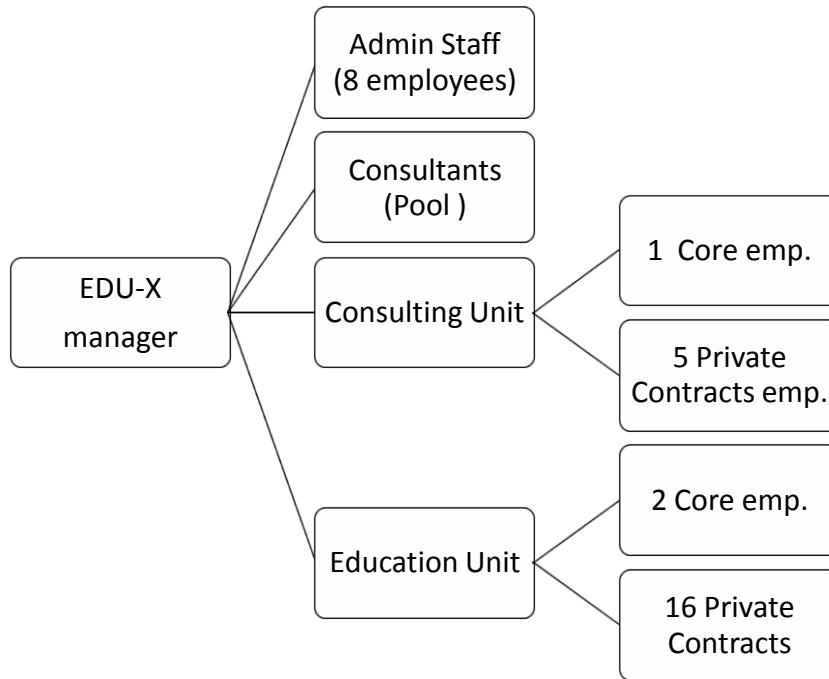 Admin Staff
(8 employees)
Consultants
(Pool )
EDU-X
manager
Consulting Unit
1 Core emp.
5 Private
Contracts emp.
Education Unit
2 Core emp.
16 Private
Contracts